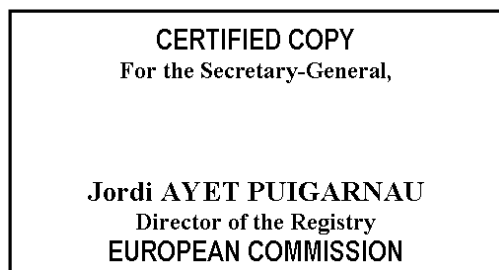 CERTIFIED COPY
For the Secretary-General,
Jordi AYET PUIGARNAU
Director of the Registry
EUROPEAN COMMISSION